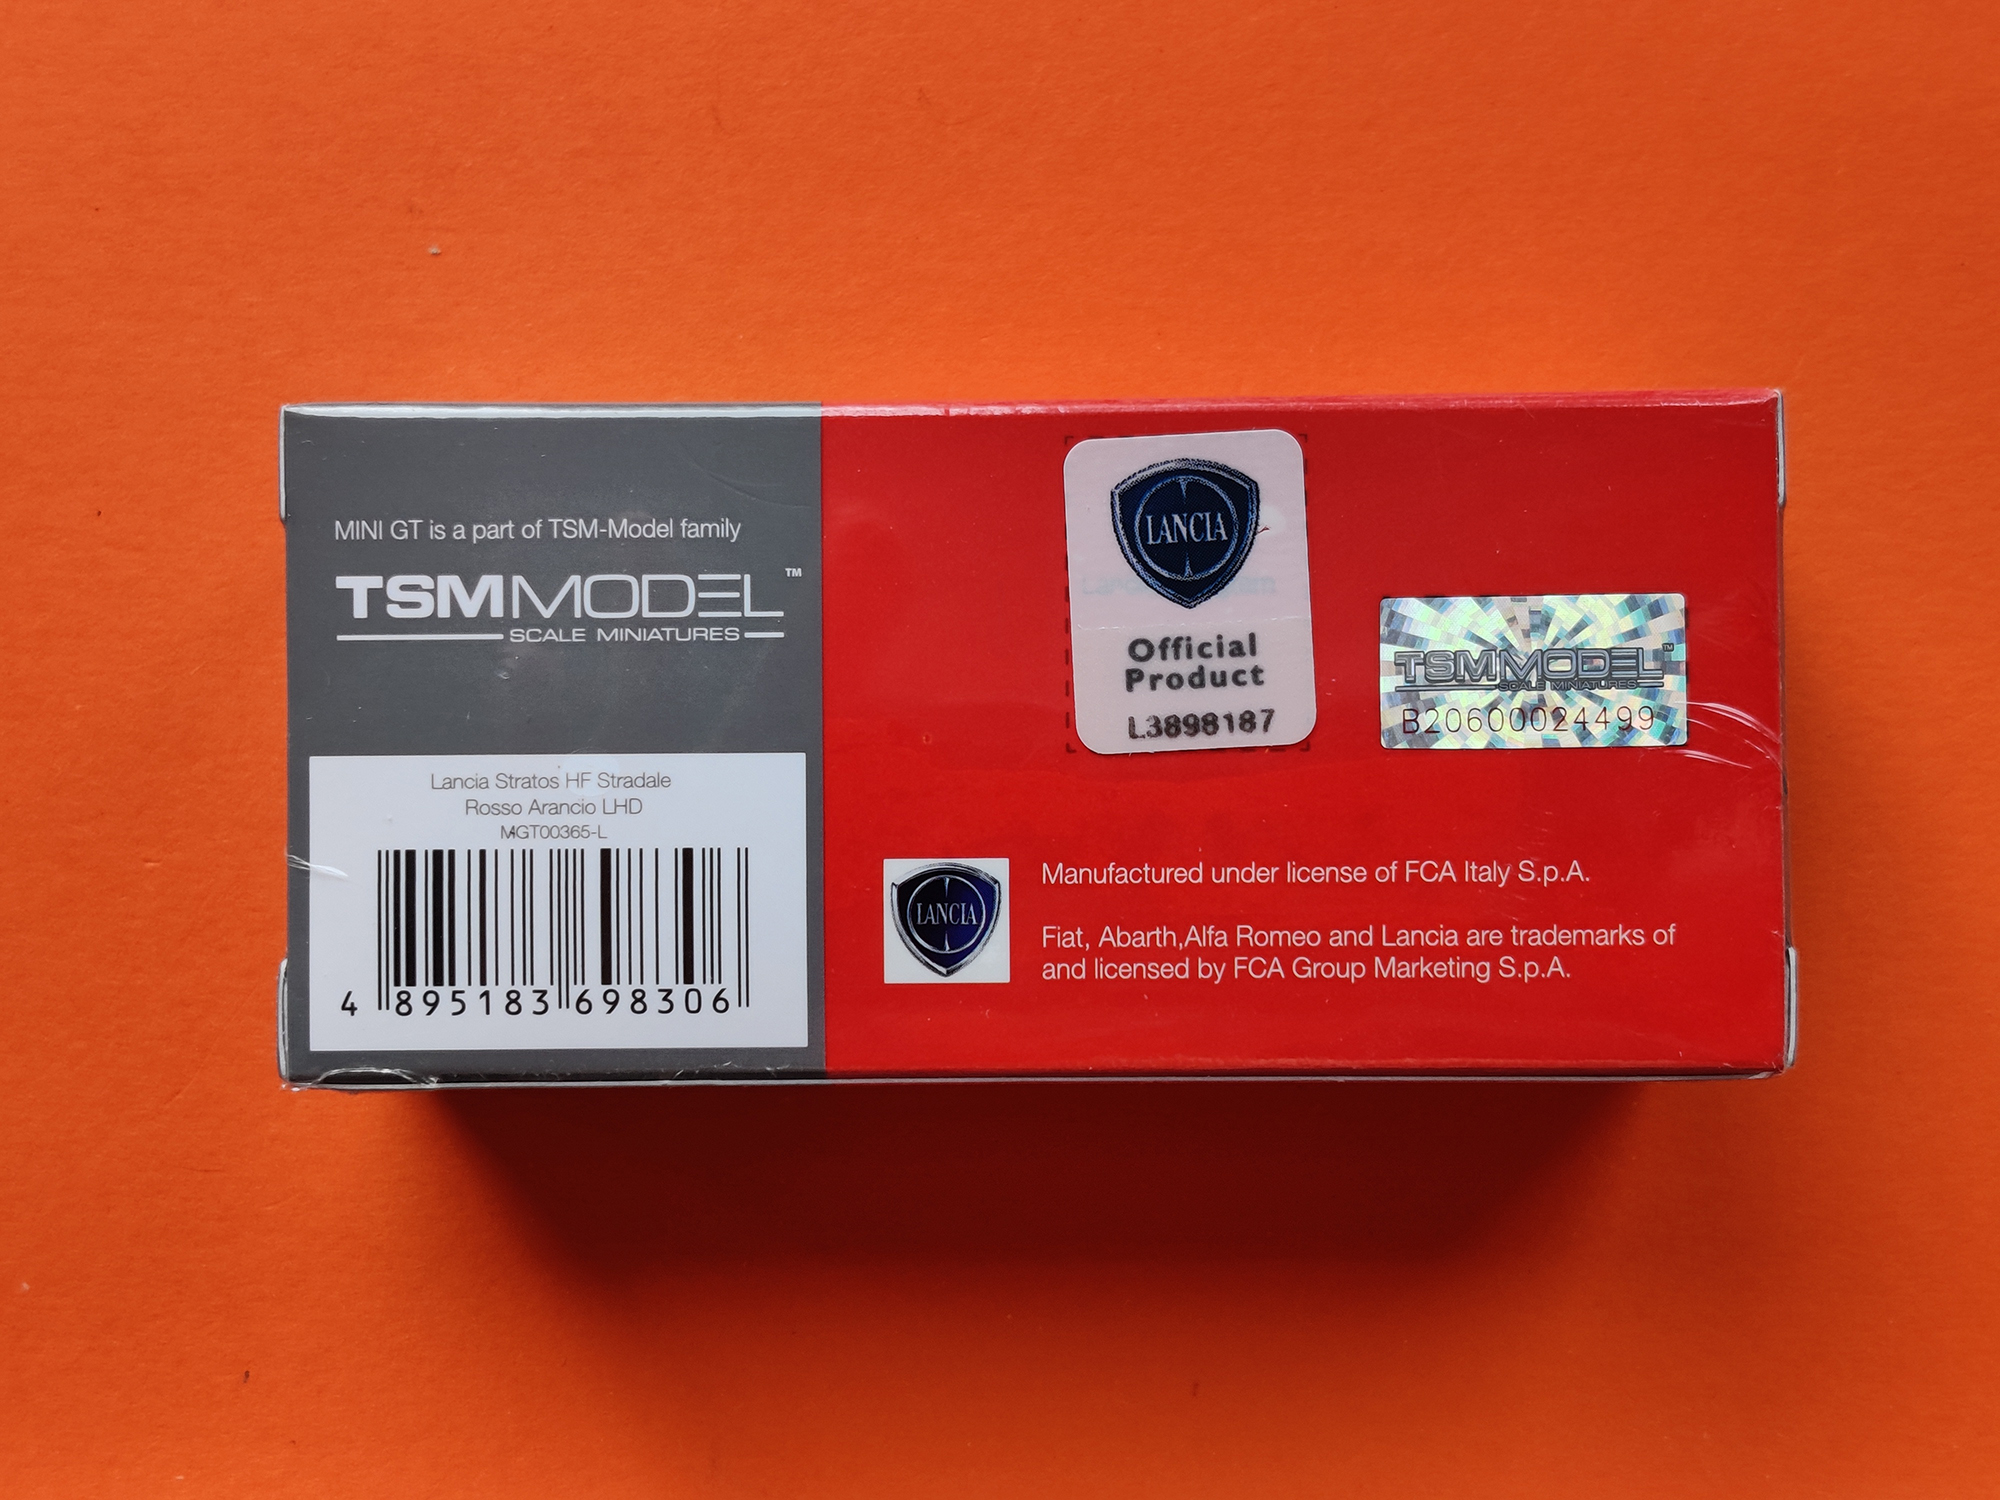 MINI GT is a part of TSM-Model family
TSMMODEL™
SCALE MINIATURES
Lancia Stratos HF Stradale
Rosso Arancio LHD
MGT00365-L
4 895183 698306
LANCIA
Official
Product
L3898187
TSMMODEL™
SCALE MINIATURES
B20600024499
LANCIA
Manufactured under license of FCA Italy S.p.A.
Fiat, Abarth,Alfa Romeo and Lancia are trademarks of
and licensed by FCA Group Marketing S.p.A.